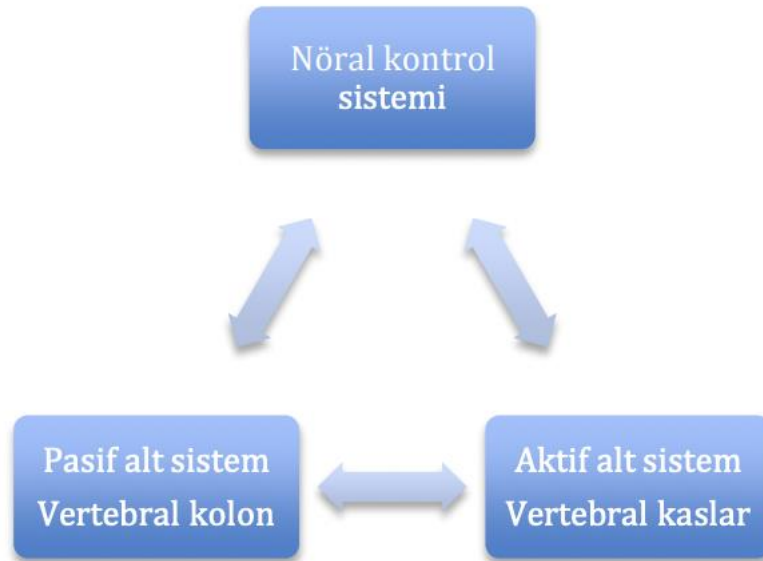 Nöral kontrol
sistemi
Pasif alt sistem
Vertebral kolon
Aktif alt sistem
Vertebral kaslar